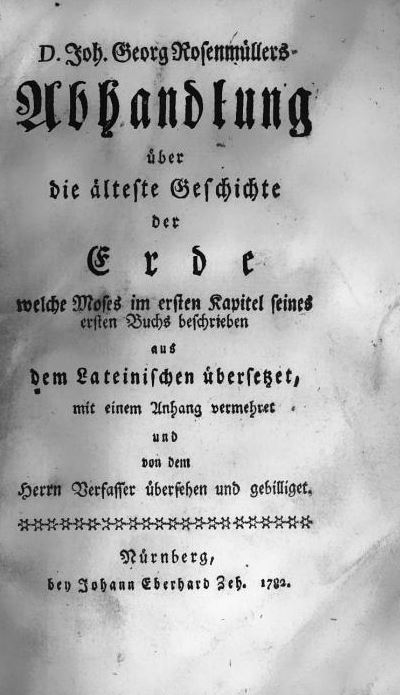 D. Joh. Georg Rosenmüllers
Abhandlung
über
die älteste Geschichte
der
Erde
welche Moses im ersten Kapitel seines
ersten Buchs beschrieben
aus
dem Lateinischen übersetzet,
mit einem Anhang vermehret
und
von dem
Herrn Verfasser übersehen und gebilliget.
Nürnberg,
bey Johann Eberhard Zeh. 1782.